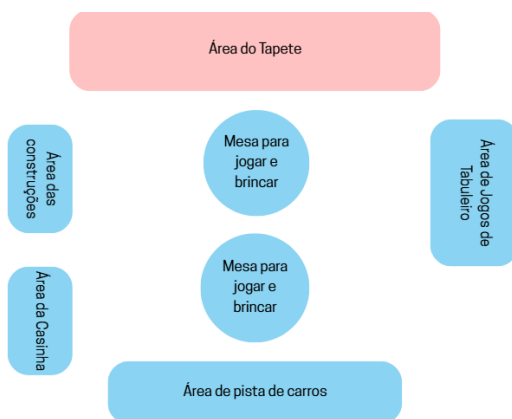 Área do Tapete
Área das
construções
Mesa para
jogar e
brincar
Área de Jogos de
Tabuleiro
Área da Casinha
Mesa para
jogar e
brincar
Área de pista de carros